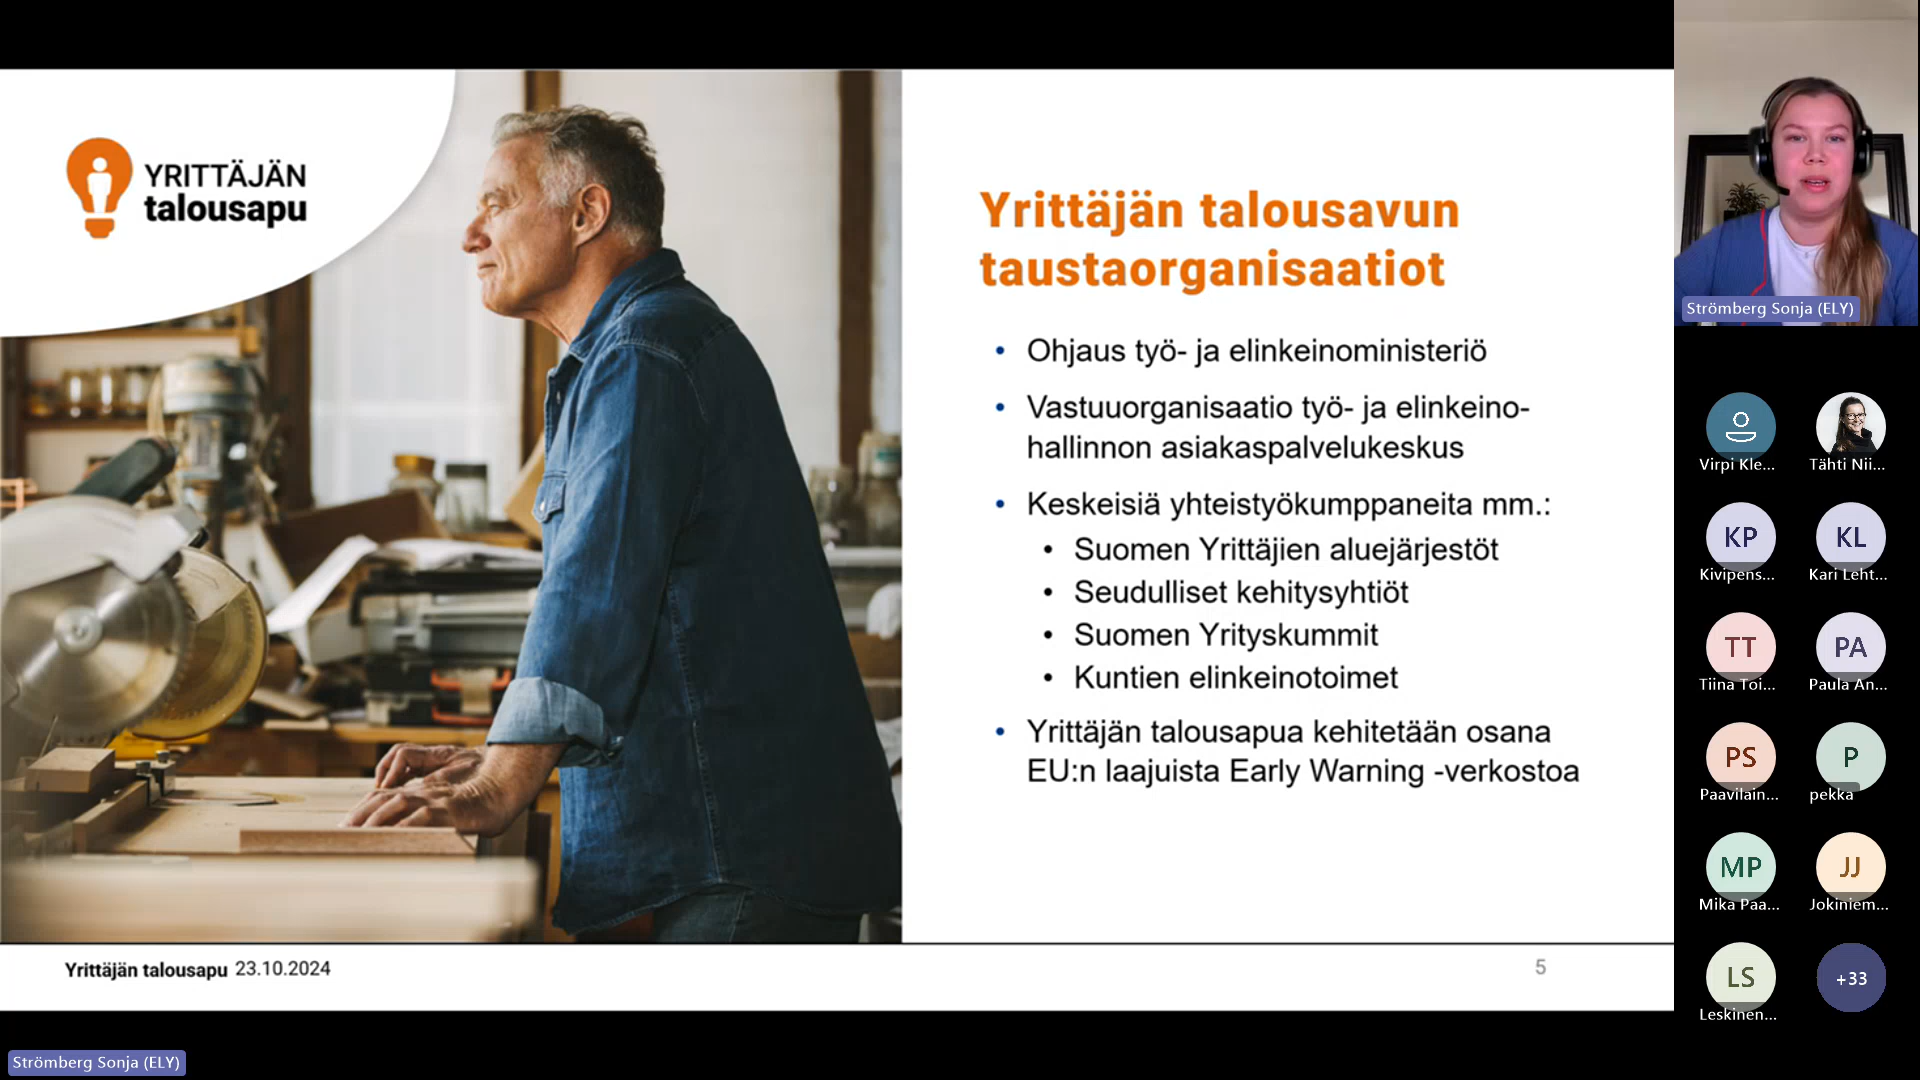 YRITTÄJÄN
talousapu
Yrittäjän talousavun
taustaorganisaatiot
• Ohjaus työ- ja elinkeinoministeriö
• Vastuuorganisaatio työ- ja elinkeino-
hallinnon asiakaspalvelukeskus
• Keskeisiä yhteistyökumppaneita mm.:
• Suomen Yrittäjien aluejärjestöt
• Seudulliset kehitysyhtiöt
• Suomen Yrityskummit
• Kuntien elinkeinotoimet
• Yrittäjän talousapua kehitetään osana
EU:n laajuista Early Warning -verkostoa
Yrittäjän talousapu 23.10.2024
5
Strömberg Sonja (ELY)
Strömberg Sonja (ELY)
Virpi Kle...
Tähti Nii...
KP
Kivipens...
KL
Kari Leht...
TT
Tiina Toi...
PA
Paula An...
PS
Paavilain...
P
pekka
MP
Mika Paa...
JJ
Jokiniem...
LS
Leskinen...
+33